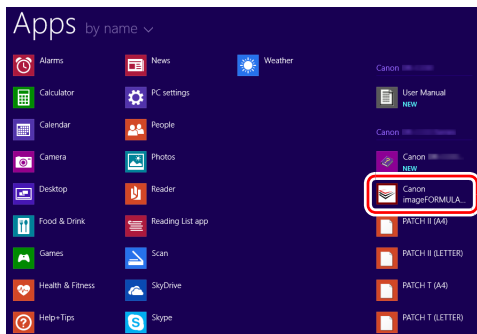 Apps by name
Alarms
Calculator
Calendar
Camera
Desktop
Food & Drink
Games
Health & Fitness
Help+Tips
News
PC settings
People
Photos
Reader
Reading List app
Scan
SkyDrive
Skype
Weather
Canon
User Manual
NEW
Canon
Canon
NEW
Canon
imageFORMULA...
PATCH II (A4)
PATCH II (LETTER)
PATCH T (A4)
PATCH T (LETTER)